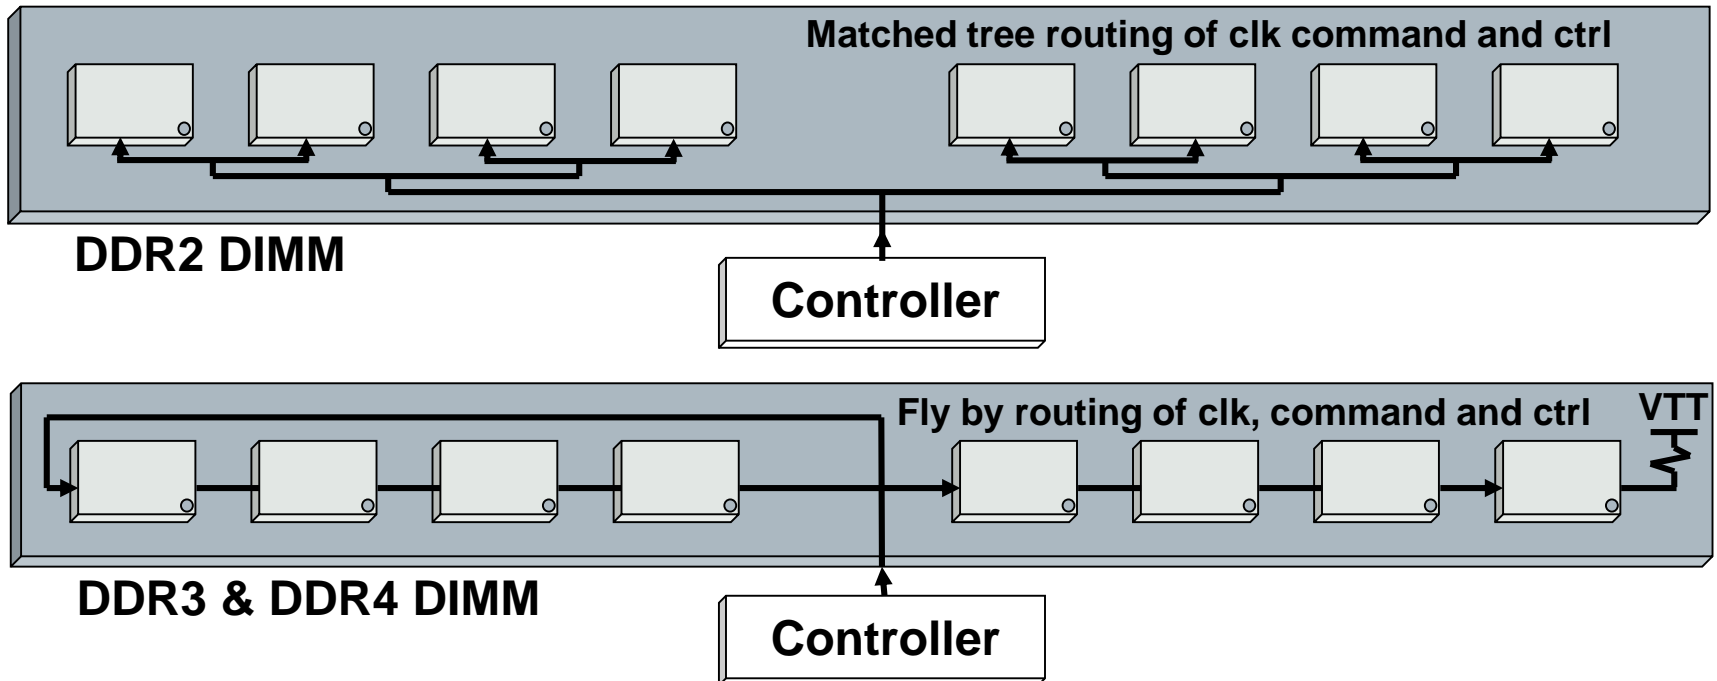 Matched tree routing of clk command and ctrl
DDR2 DIMM
Controller
Fly by routing of clk, command and ctrl
VTT
DDR3 & DDR4 DIMM
Controller